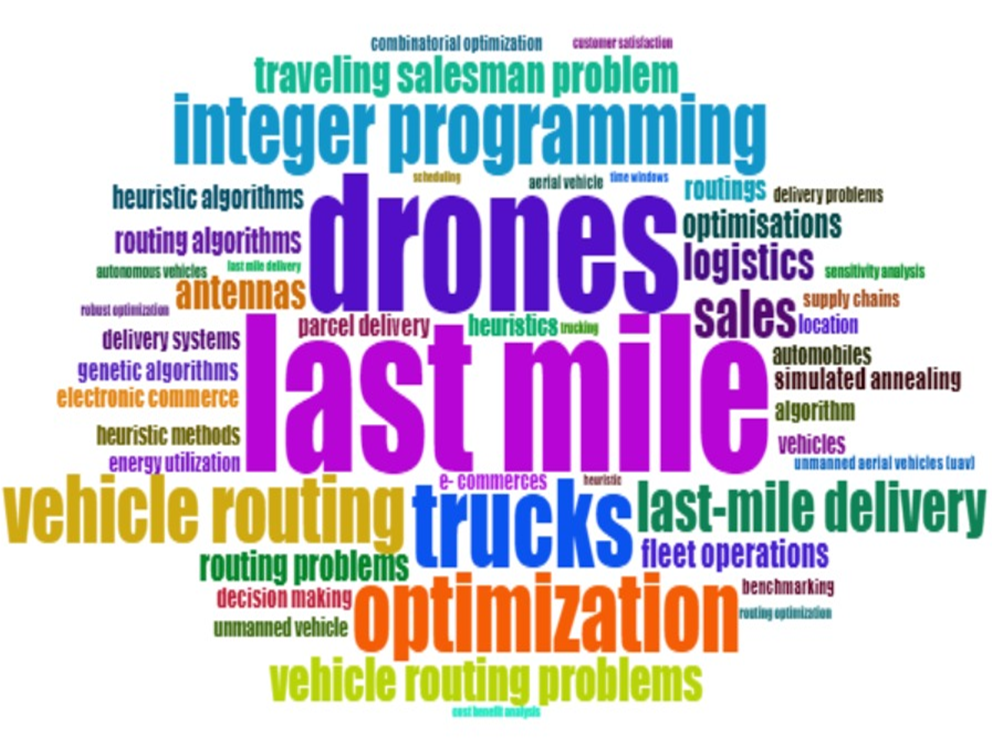 combinatorial optimization customer satisfaction
traveling salesman problem
integer programming
scheduling aerial vehicle time windows
heuristic algorithms drones routings delivery problems
optimisations
routing algorithms logistics
autonomous vehicles last mile delivery sensitivity analysis
antennas sales supply chains
robust optimization
parcel delivery heuristics trucking location
delivery systems last mile automobiles
genetic algorithms simulated annealing
electronic commerce algorithm
heuristic methods vehicles
energy utilization unmanned aerial vehicles (uav)
e- commerces heuristic
vehicle routing trucks last-mile delivery
routing problems fleet operations
decision making optimization benchmarking
unmanned vehicle routing optimization
vehicle routing problems
cost benefit analysis